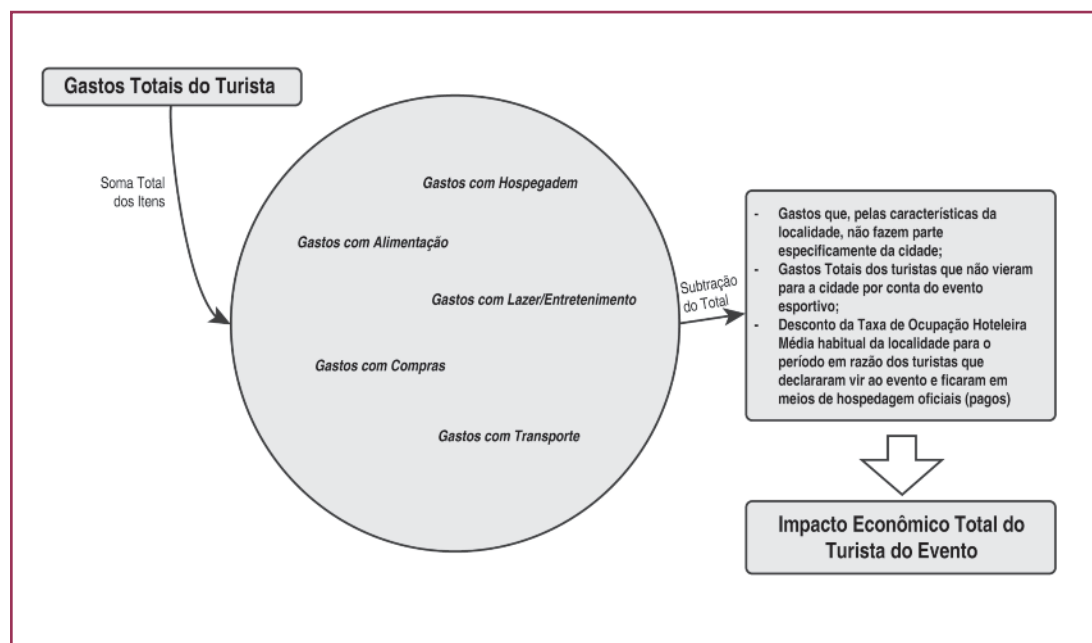 Gastos Totais do Turista
Soma Total
dos Itens
Gastos com Hospegadem
Gastos com Alimentação
Gastos com Lazer/Entretenimento
Gastos com Compras
Gastos com Transporte
Subtração
do Total
- Gastos que, pelas características da
localidade, não fazem parte
especificamente da cidade;
- Gastos Totais dos turistas que não vieram
para a cidade por conta do evento
esportivo;
- Desconto da Taxa de Ocupação Hoteleira
Média habitual da localidade para o
período em razão dos turistas que
declararam vir ao evento e ficaram em
meios de hospedagem oficiais (pagos)
Impacto Econômico Total do
Turista do Evento